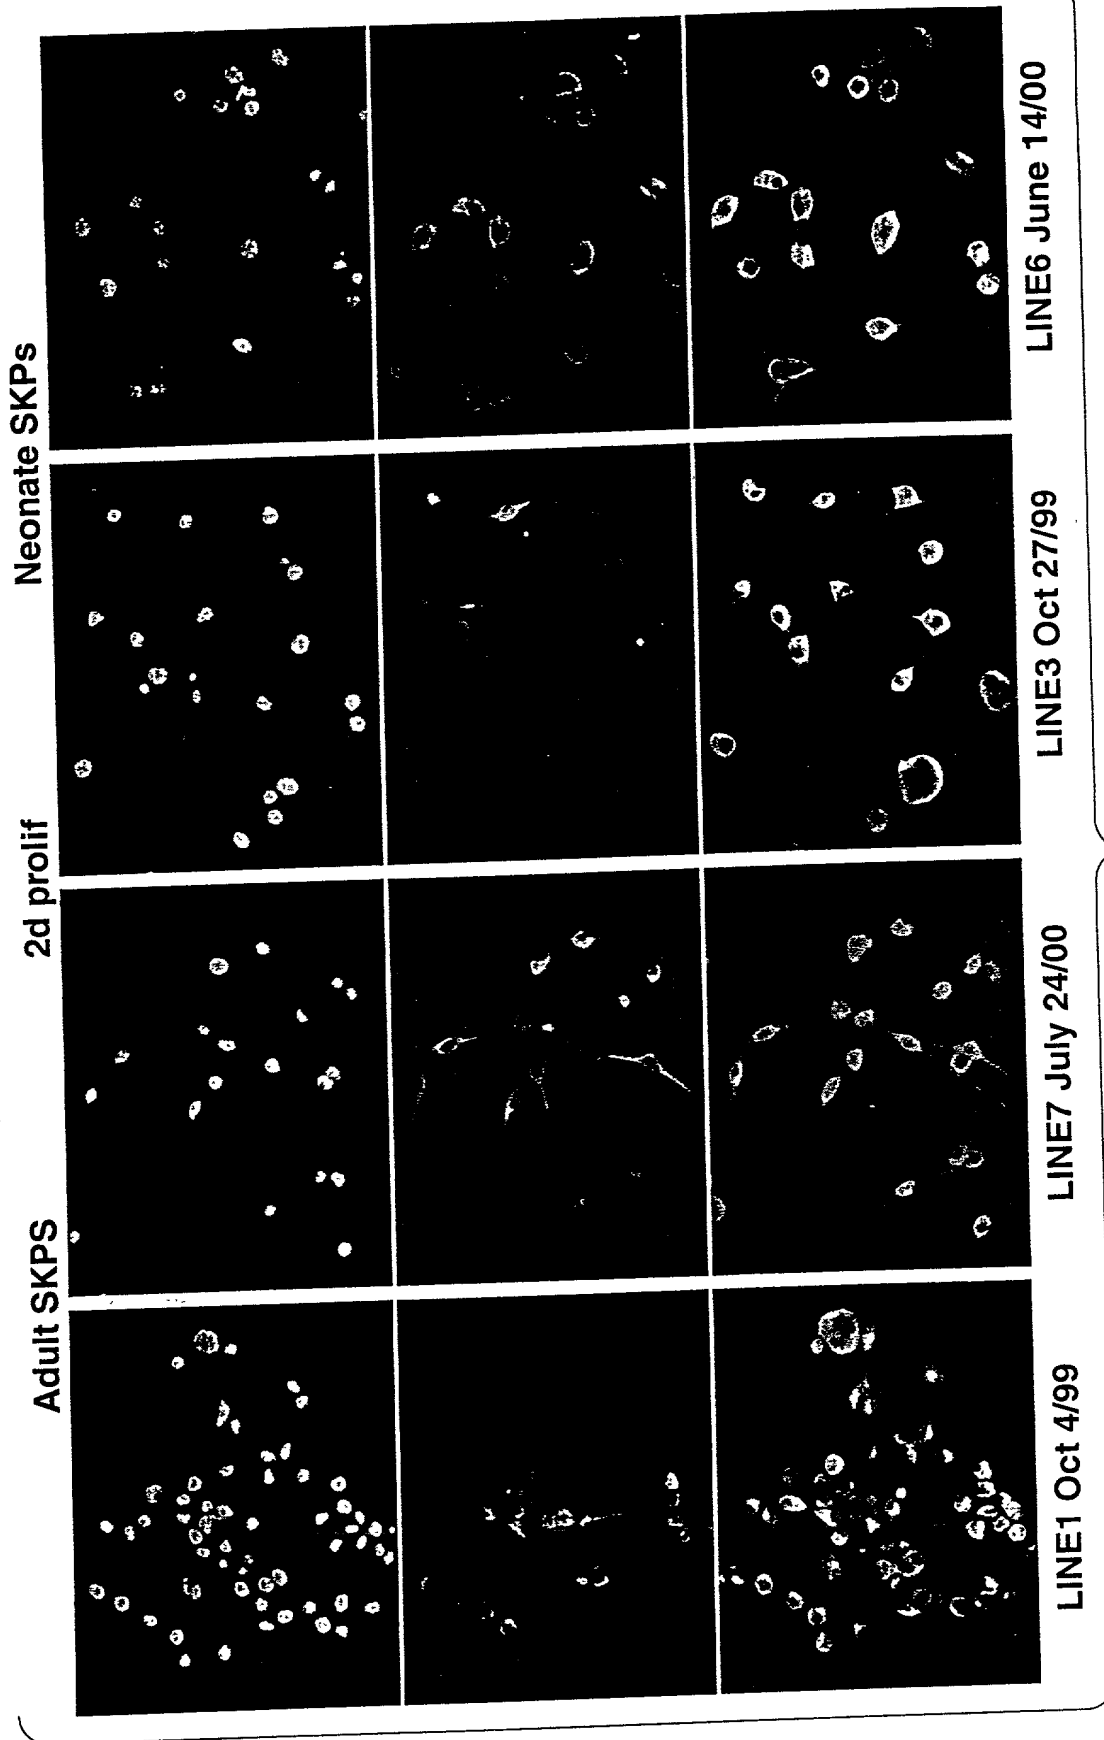 Adult SKPS
2d prolif
Neonate SKPs
LINE1 Oct 4/99
LINE7 July 24/00
LINE3 Oct 27/99
LINE6 June 14/00